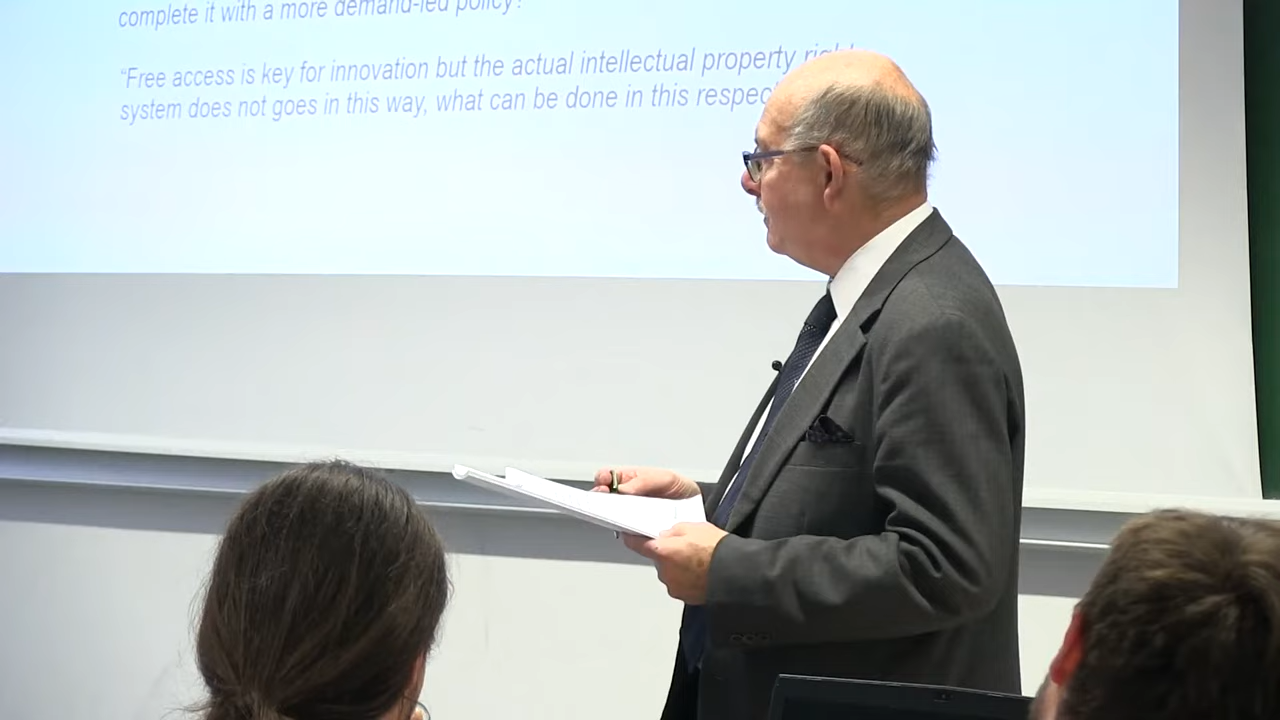 complete it with a more demand-led policy?
"Free access is key for innovation but the actual intellectual property
system does not goes in this way, what can be done in this